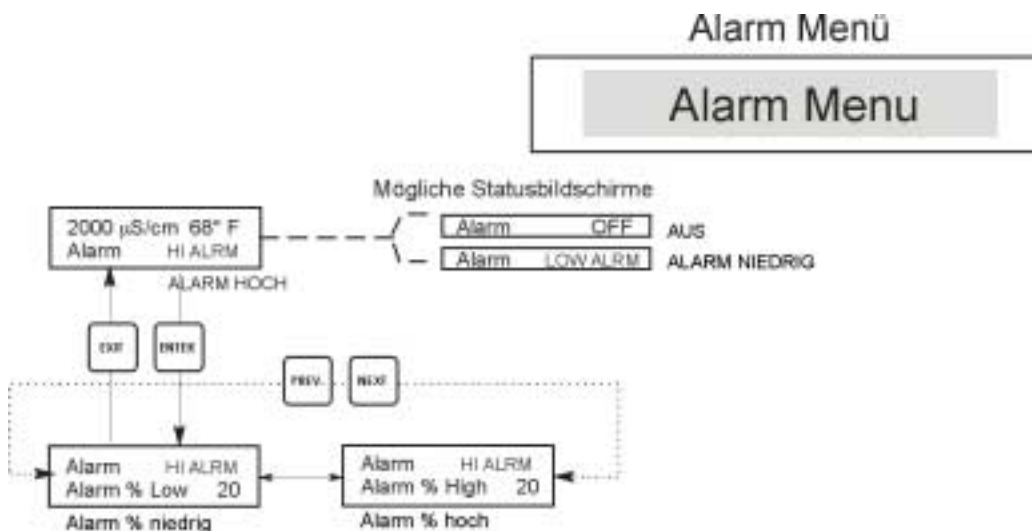 Alarm Menü
Alarm Menu
Mögliche Statusbildschirme
2000 µS/cm 68° F
Alarm HI ALRM
ALARM HOCH
Alarm OFF
AUS
Alarm LOW ALRM
ALARM NIEDRIG
EXIT
ENTER
PREV.
NEXT
Alarm HI ALRM
Alarm % Low 20
Alarm % niedrig
Alarm HI ALRM
Alarm % High 20
Alarm % hoch